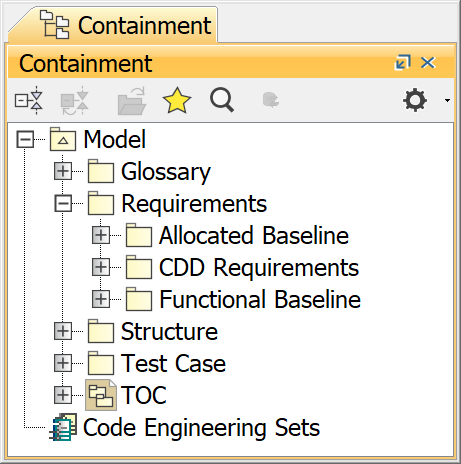 Containment
Containment
Model
Glossary
Requirements
Allocated Baseline
CDD Requirements
Functional Baseline
Structure
Test Case
TOC
Code Engineering Sets